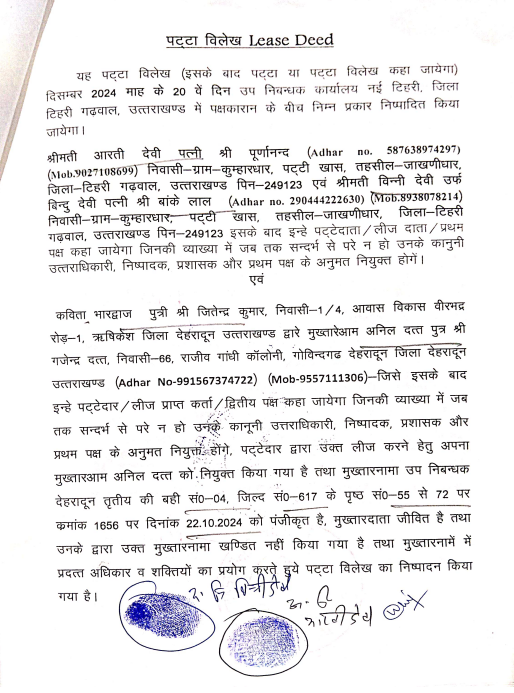 पट्टा विलेख Lease Deed
यह पट्टा विलेख (इसके बाद पट्टा या पट्टा विलेख कहा जायेगा)
दिसम्बर 2024 माह के 20 वें दिन उप निबन्धक कार्यालय नई टिहरी, जिला
टिहरी गढवाल, उत्तराखण्ड में पक्षकारान के बीच निम्न प्रकार निष्पादित किया
जायेगा।
श्रीमती आरती देवी पत्नी श्री पूर्णानन्द (Adhar no. 587638974297)
(Mob.9027108699) निवासी-ग्राम-कुम्हारधार, पट्टी खास, तहसील-जाखणीधार,
जिला-टिहरी गढ़वाल, उत्तराखण्ड पिन-249123 एवं श्रीमती विन्नी देवी उर्फ
बिन्दु देवी पत्नी श्री बांके लाल (Adhar no. 290444222630) (Mob.8938078214)
निवासी-ग्राम-कुम्हारधार, पट्टी खास, तहसील-जाखणीधार, जिला-टिहरी
गढ़वाल, उत्तराखण्ड पिन-249123 इसके बाद इन्हे पट्टेदाता/लीज दाता/प्रथम
पक्ष कहा जायेगा जिनकी व्याख्या में जब तक सन्दर्भ से परे न हो उनके कानुनी
उत्तराधिकारी, निष्पादक, प्रशासक और प्रथम पक्ष के अनुमत नियुक्त होगें।
एवं
कविता भारद्वाज पुत्री श्री जितेन्द्र कुमार, निवासी-1/4, आवास विकास वीरभद्र
रोड़-1, ऋषिकेश जिला देहरादून उत्तराखण्ड द्वारे मुख्तारेआम अनिल दत्त पुत्र श्री
गजेन्द्र दत्त, निवासी-66, राजीव गांधी कॉलोनी, गोविन्दगढ देहरादून जिला देहरादून
उत्तराखण्ड (Adhar No-991567374722) (Mob-9557111306)-जिसे इसके बाद
इन्हे पट्टेदार/लीज प्राप्त कर्ता/द्वितीय पक्ष कहा जायेगा जिनकी व्याख्या में जब
तक सन्दर्भ से परे न हो उनके कानूनी उत्तराधिकारी, निष्पादक, प्रशासक और
प्रथम पक्ष के अनुमत नियुक्त होंगे, पट्टेदार द्वारा उक्त लीज करने हेतु अपना
मुख्तारआम अनिल दत्त को नियुक्त किया गया है तथा मुख्तारनामा उप निबन्धक
देहरादून तृतीय की बही सं0-04, जिल्द सं0-617 के पृष्ठ सं0-55 से 72 पर
क्रमांक 1656 पर दिनांक 22.10.2024 को पंजीकृत है, मुख्तारदाता जीवित है तथा
उनके द्वारा उक्त मुख्तारनामा खण्डित नहीं किया गया है तथा मुख्तारनामें में
प्रदत्त अधिकार व शक्तियों का प्रयोग करते हुये पट्टा विलेख का निष्पादन किया
गया है।